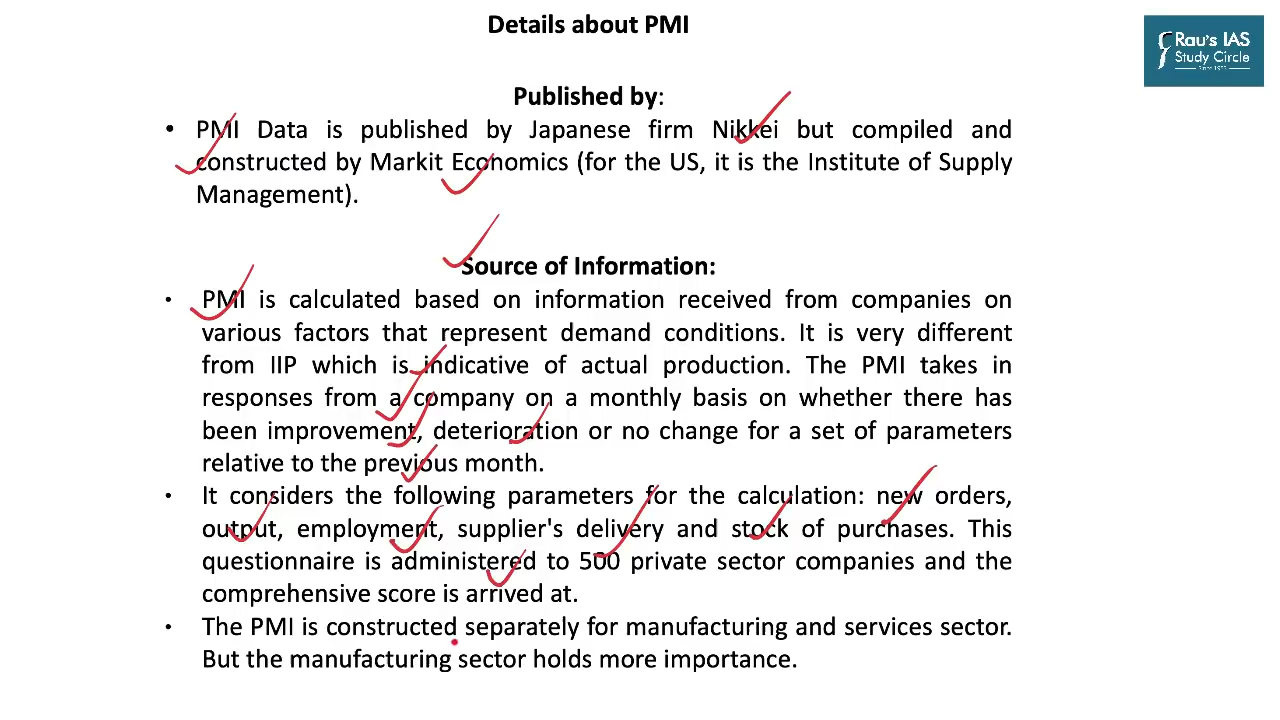 Details about PMI
Rau's IAS
Study Circle
Published by:
• PMI Data is published by Japanese firm Nikkei but compiled and
constructed by Markit Economics (for the US, it is the Institute of Supply
Management).
Source of Information:
• PMI is calculated based on information received from companies on
various factors that represent demand conditions. It is very different
from IIP which is indicative of actual production. The PMI takes in
responses from a company on a monthly basis on whether there has
been improvement, deterioration or no change for a set of parameters
relative to the previous month.
• It considers the following parameters for the calculation: new orders,
output, employment, supplier's delivery and stock of purchases. This
questionnaire is administered to 500 private sector companies and the
comprehensive score is arrived at.
• The PMI is constructed separately for manufacturing and services sector.
But the manufacturing sector holds more importance.